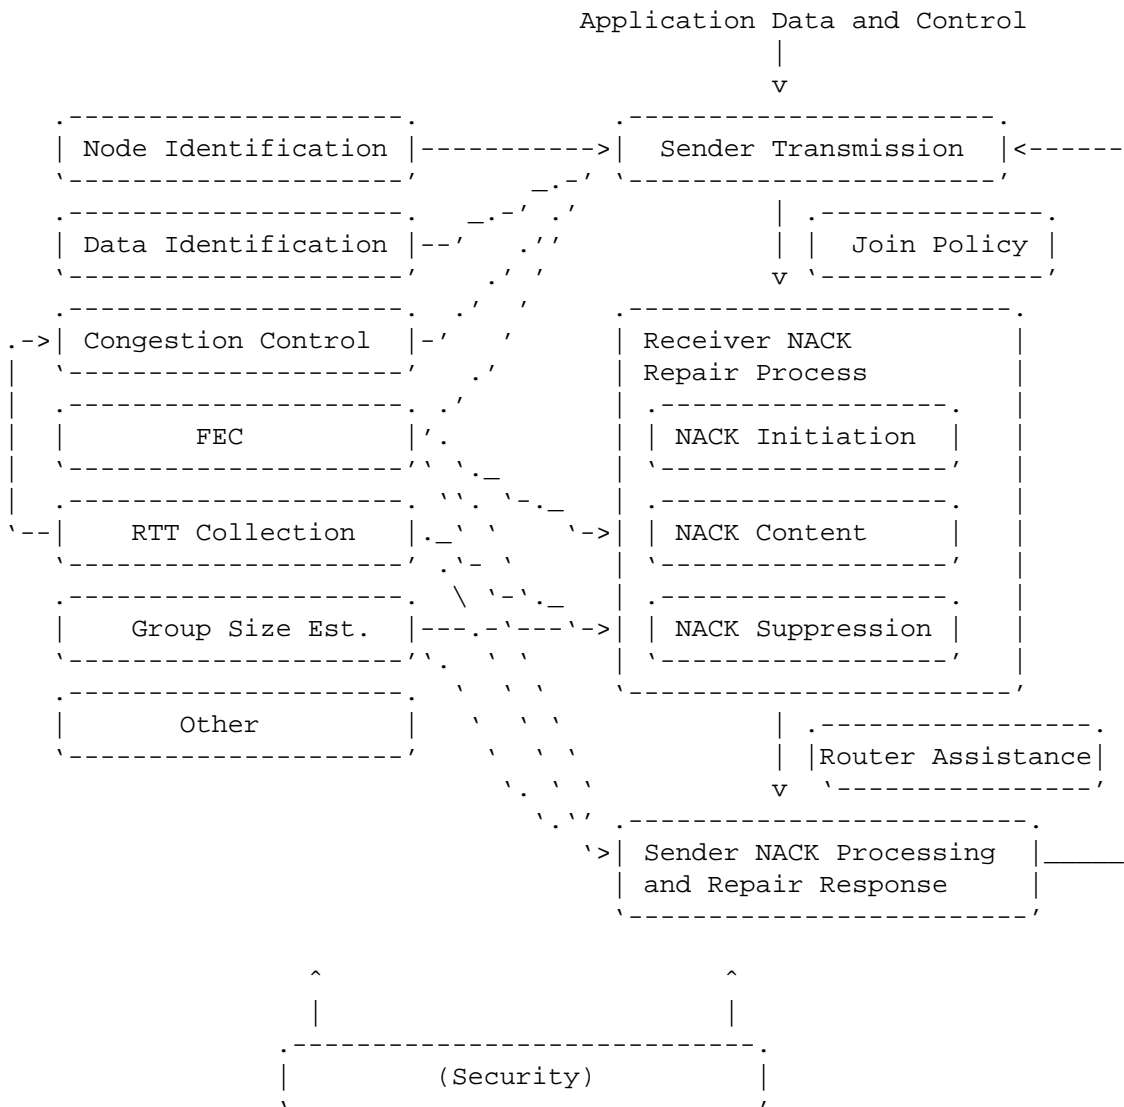 Application Data and Control
Node Identification
Sender Transmission
Data Identification
Join Policy
Congestion Control
Receiver NACK
Repair Process
FEC
NACK Initiation
RTT Collection
NACK Content
Group Size Est.
NACK Suppression
Other
Router Assistance
Sender NACK Processing
and Repair Response
(Security)